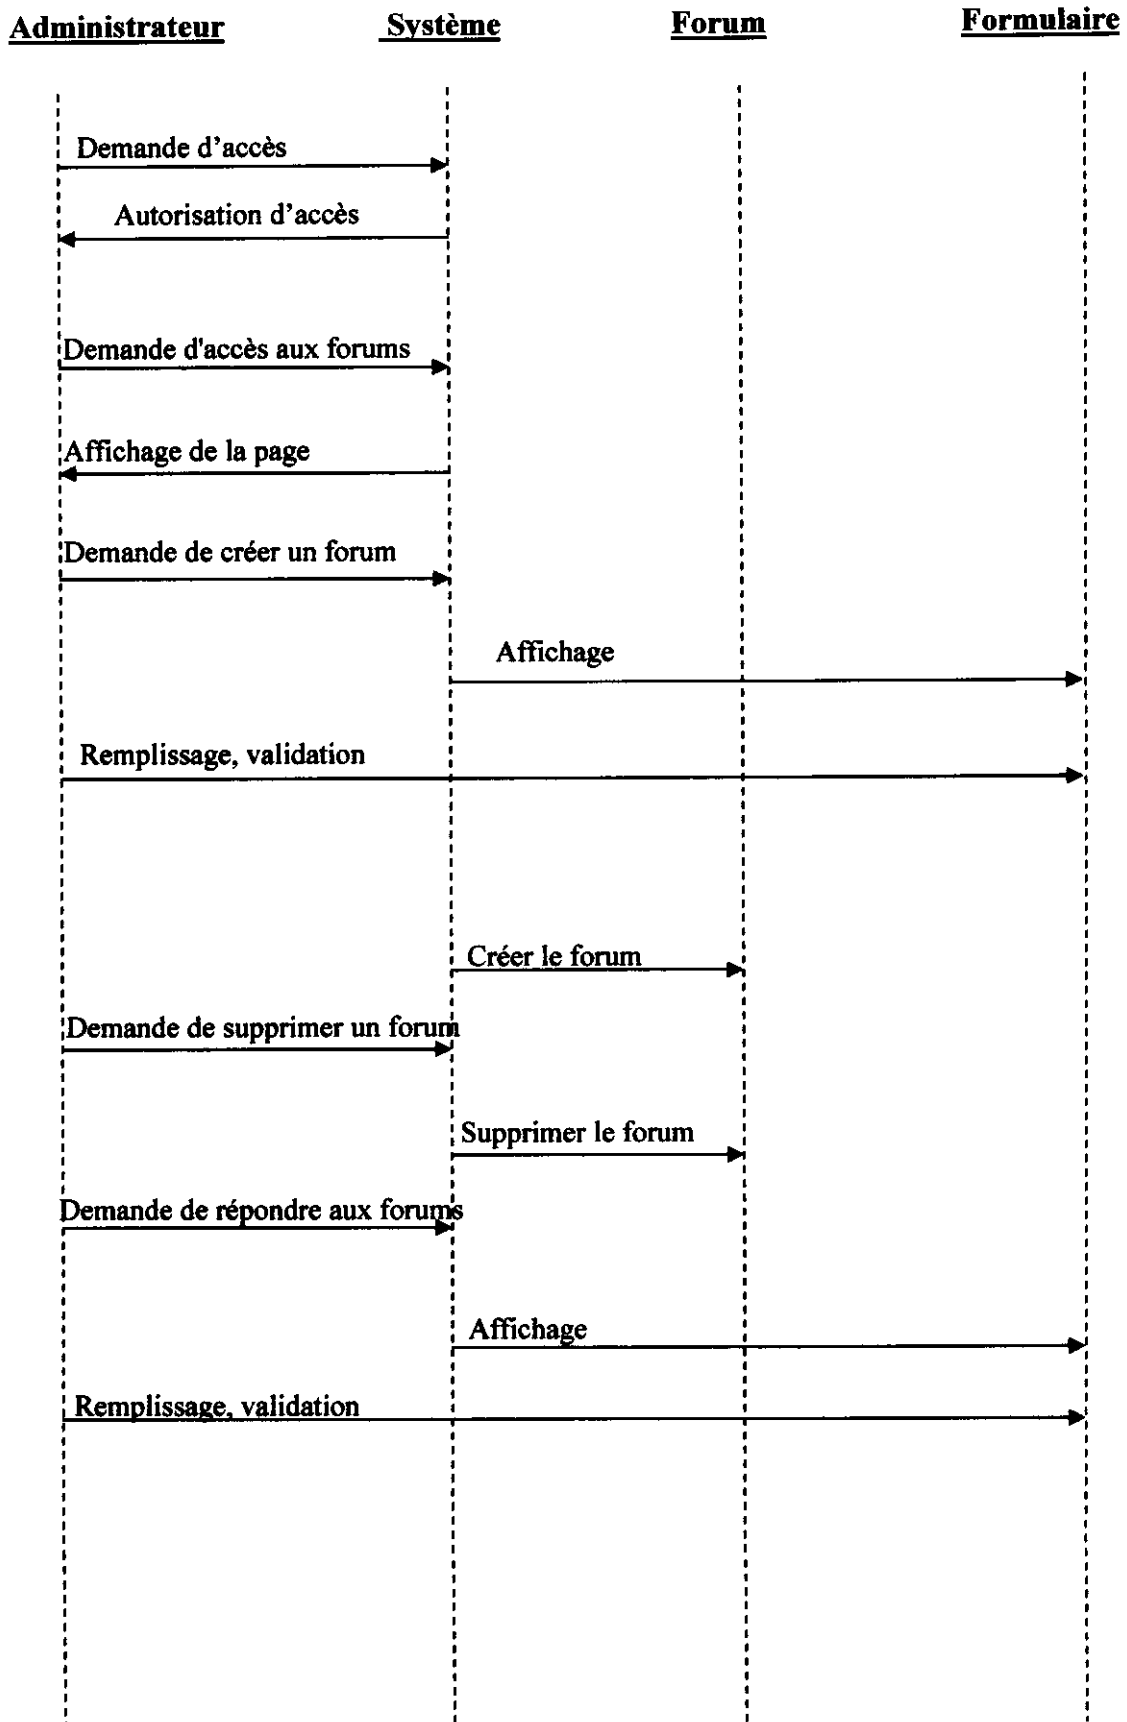 Administrateur
Système
Forum
Formulaire
Demande d’accès
Autorisation d’accès
Demande d'accès aux forums
Affichage de la page
Demande de créer un forum
Affichage
Remplissage, validation
Créer le forum
Demande de supprimer un forum
Supprimer le forum
Demande de répondre aux forums
Affichage
Remplissage, validation